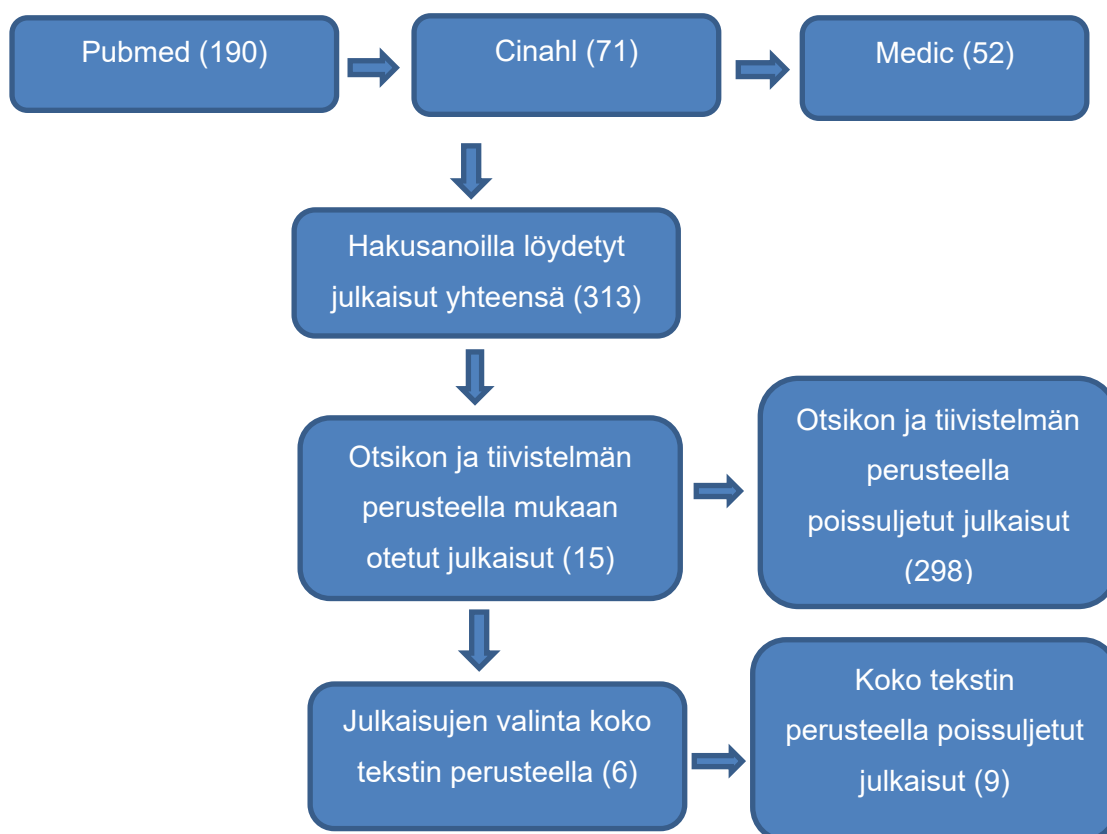 Pubmed (190)
Cinahl (71)
Medic (52)
Hakusanoilla löydetyt
julkaisut yhteensä (313)
Otsikon ja tiivistelmän
perusteella mukaan
otetut julkaisut (15)
Otsikon ja tiivistelmän
perusteella
poissuljetut julkaisut
(298)
Julkaisujen valinta koko
tekstin perusteella (6)
Koko tekstin
perusteella poissuljetut
julkaisut (9)